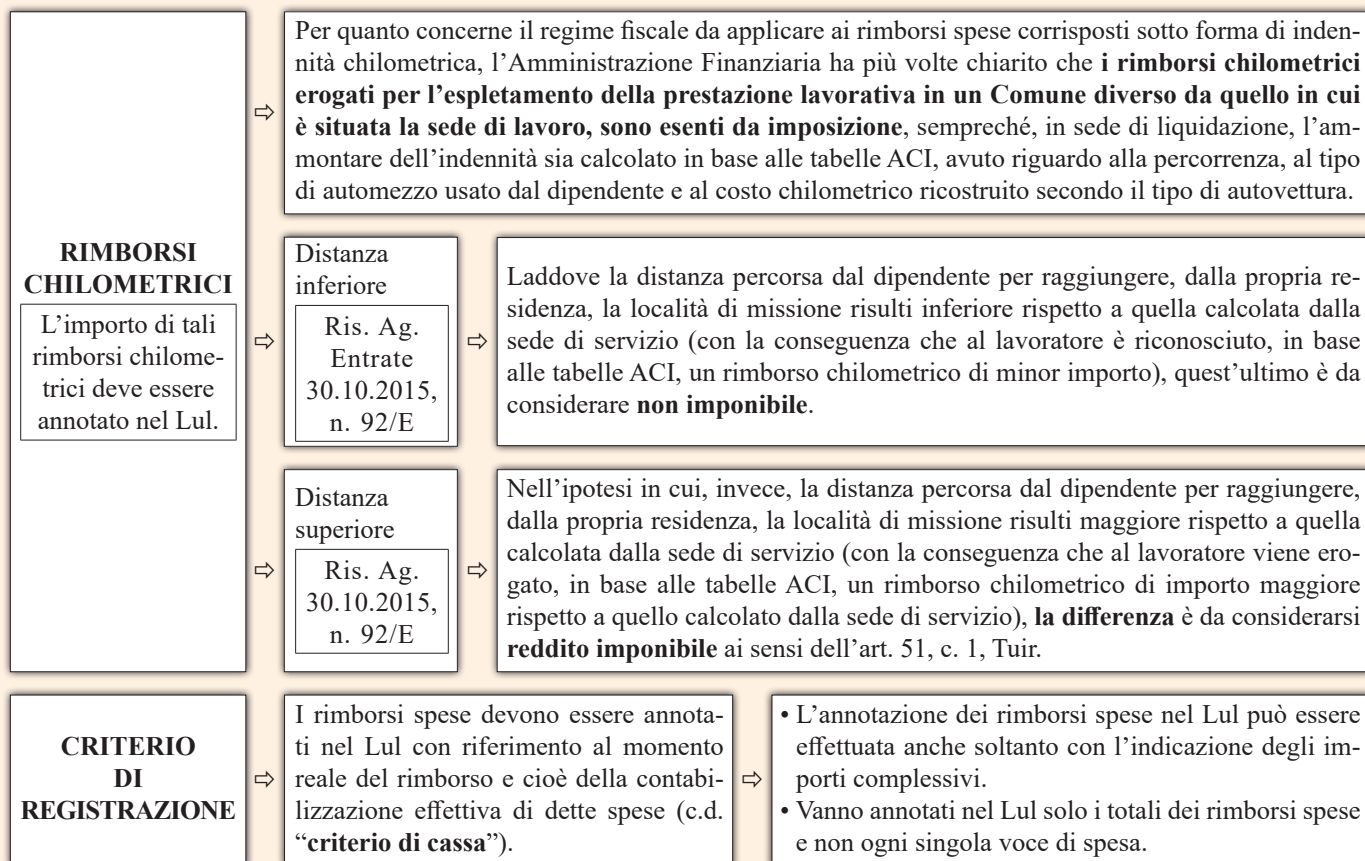 Per quanto concerne il regime fiscale da applicare ai rimborsi spese corrisposti sotto forma di inden-
nità chilometrica, l'Amministrazione Finanziaria ha più volte chiarito che i rimborsi chilometrici
erogati per l'espletamento della prestazione lavorativa in un Comune diverso da quello in cui
⇨ è situata la sede di lavoro, sono esenti da imposizione, sempreché, in sede di liquidazione, l'am-
montare dell'indennità sia calcolato in base alle tabelle ACI, avuto riguardo alla percorrenza, al tipo
di automezzo usato dal dipendente e al costo chilometrico ricostruito secondo il tipo di autovettura.
RIMBORSI
CHILOMETRICI
L'importo di tali
rimborsi chilome-
trici deve essere
annotato nel Lul.
⇨
Distanza
inferiore
Ris. Ag.
Entrate
30.10.2015,
n. 92/E
⇨
Laddove la distanza percorsa dal dipendente per raggiungere, dalla propria re-
sidenza, la località di missione risulti inferiore rispetto a quella calcolata dalla
sede di servizio (con la conseguenza che al lavoratore è riconosciuto, in base
alle tabelle ACI, un rimborso chilometrico di minor importo), quest'ultimo è da
considerare non imponibile.
⇨
Distanza
superiore
Ris. Ag.
30.10.2015,
n. 92/E
⇨
Nell'ipotesi in cui, invece, la distanza percorsa dal dipendente per raggiungere,
dalla propria residenza, la località di missione risulti maggiore rispetto a quella
calcolata dalla sede di servizio (con la conseguenza che al lavoratore viene ero-
gato, in base alle tabelle ACI, un rimborso chilometrico di importo maggiore
rispetto a quello calcolato dalla sede di servizio), la differenza è da considerarsi
reddito imponibile ai sensi dell'art. 51, c. 1, Tuir.
CRITERIO
DI
REGISTRAZIONE
⇨
I rimborsi spese devono essere annota-
ti nel Lul con riferimento al momento
reale del rimborso e cioè della contabi-
lizzazione effettiva di dette spese (c.d.
“criterio di cassa”).
⇨
• L'annotazione dei rimborsi spese nel Lul può essere
effettuata anche soltanto con l'indicazione degli im-
porti complessivi.
• Vanno annotati nel Lul solo i totali dei rimborsi spese
e non ogni singola voce di spesa.